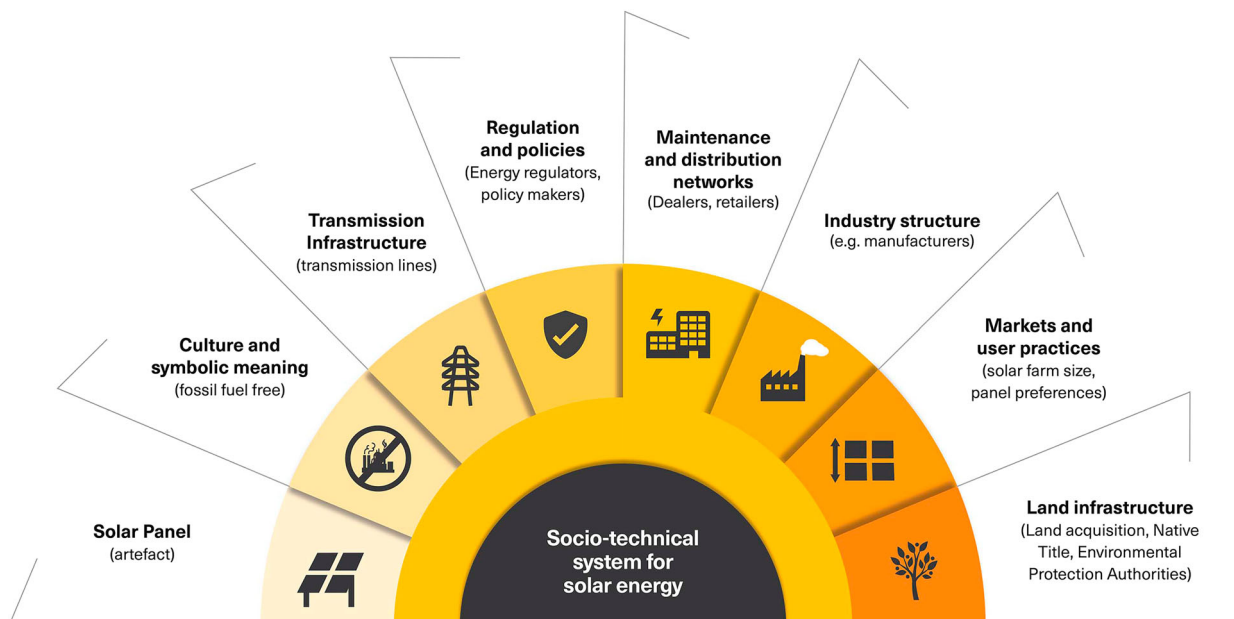 Solar Panel
(artefact)
Culture and
symbolic meaning
(fossil fuel free)
Transmission
Infrastructure
(transmission lines)
Regulation
and policies
(Energy regulators,
policy makers)
Maintenance
and distribution
networks
(Dealers, retailers)
Industry structure
(e.g. manufacturers)
Markets and
user practices
(solar farm size,
panel preferences)
Land infrastructure
(Land acquisition, Native
Title, Environmental
Protection Authorities)
Socio-technical
system for
solar energy